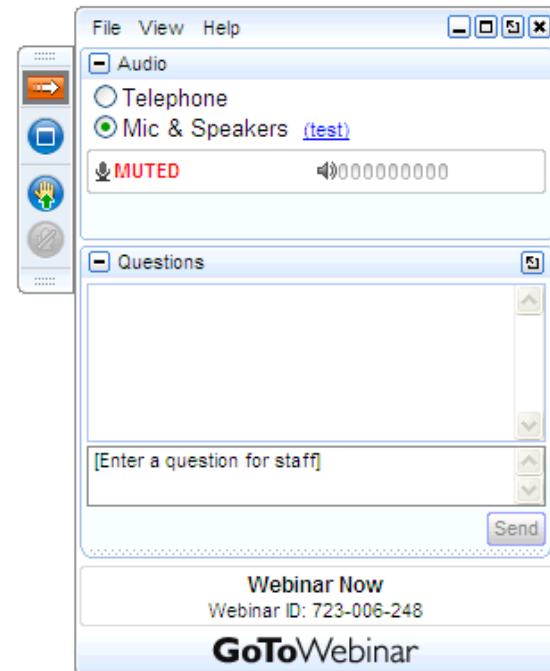 File View Help
Audio
Telephone
Mic & Speakers (test)
MUTED 000000000
Questions
[Enter a question for staff]
Send
Webinar Now
Webinar ID: 723-006-248
GoToWebinar